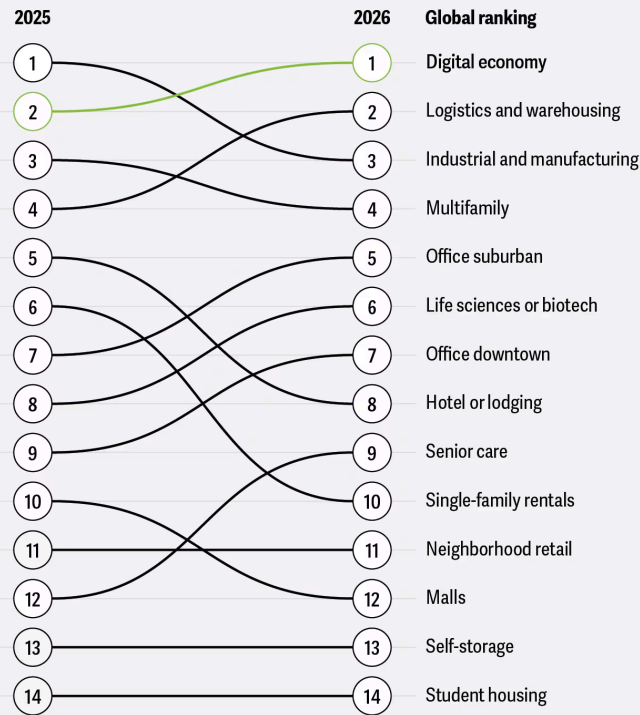 2025 2026 Global ranking
1 1 Digital economy
2 2 Logistics and warehousing
3 3 Industrial and manufacturing
4 4 Multifamily
5 5 Office suburban
6 6 Life sciences or biotech
7 7 Office downtown
8 8 Hotel or lodging
9 9 Senior care
10 10 Single-family rentals
11 11 Neighborhood retail
12 12 Malls
13 13 Self-storage
14 14 Student housing